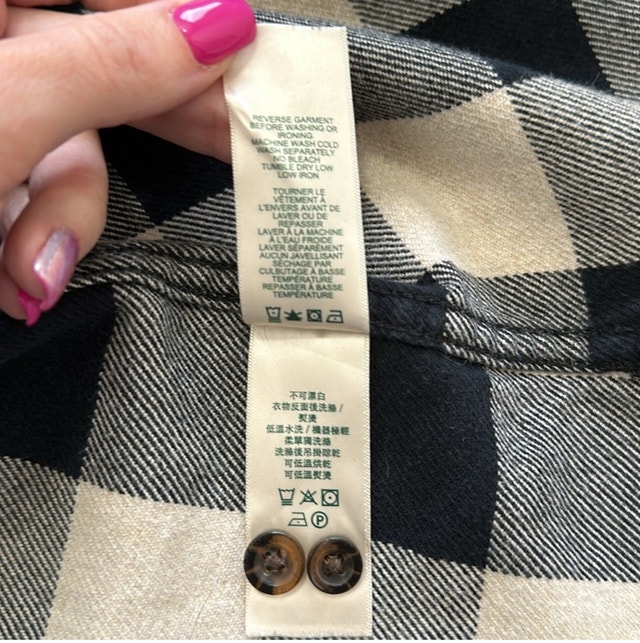 REVERSE GARMENT
BEFORE WASHING OR
IRONING
MACHINE WASH COLD
WASH SEPARATELY
NO BLEACH
TUMBLE DRY LOW
LOW IRON
TOURNER LE
VÊTEMENT À
L'ENVERS AVANT DE
LAVER OU DE
REPASSER
LAVER À LA MACHINE
À L'EAU FROIDE
LAVER SÉPARÉMENT
AUCUN JAVELLISANT
SÉCHAGE PAR
CULBUTAGE À BASSE
TEMPÉRATURE
REPASSER À BASSE
TEMPÉRATURE
不可漂白
衣物反面後洗滌 /
熨燙
低溫水洗 / 機器極輕
柔單獨洗滌
洗滌後吊掛晾乾
可低溫烘乾
可低溫熨燙
P